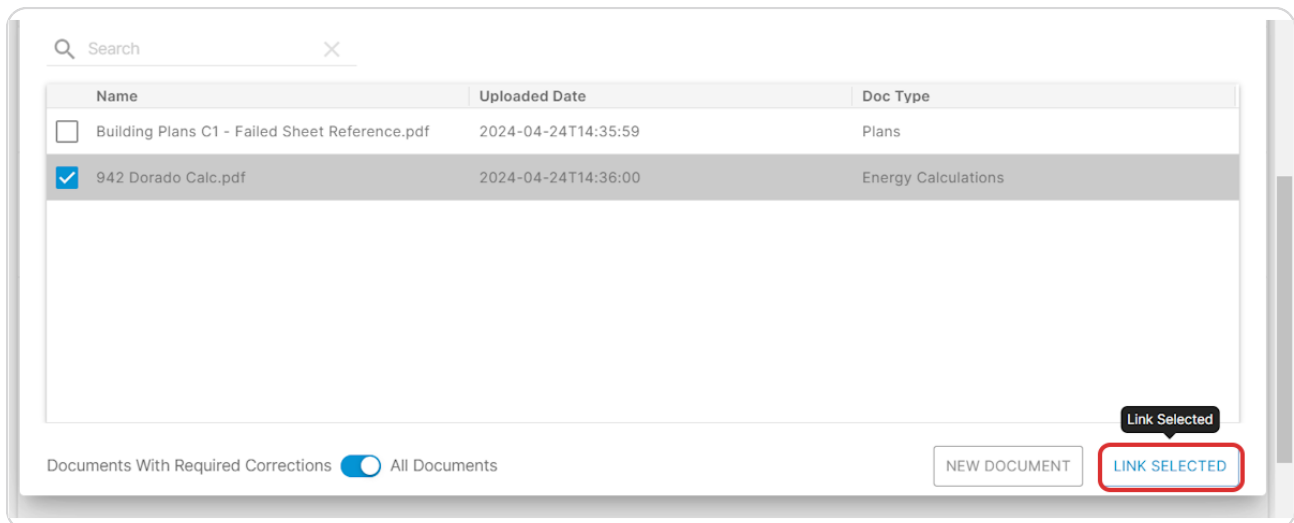 Search
Name Uploaded Date Doc Type
Building Plans C1 - Failed Sheet Reference.pdf 2024-04-24T14:35:59 Plans
942 Dorado Calc.pdf 2024-04-24T14:36:00 Energy Calculations
Link Selected
Documents With Required Corrections All Documents NEW DOCUMENT LINK SELECTED